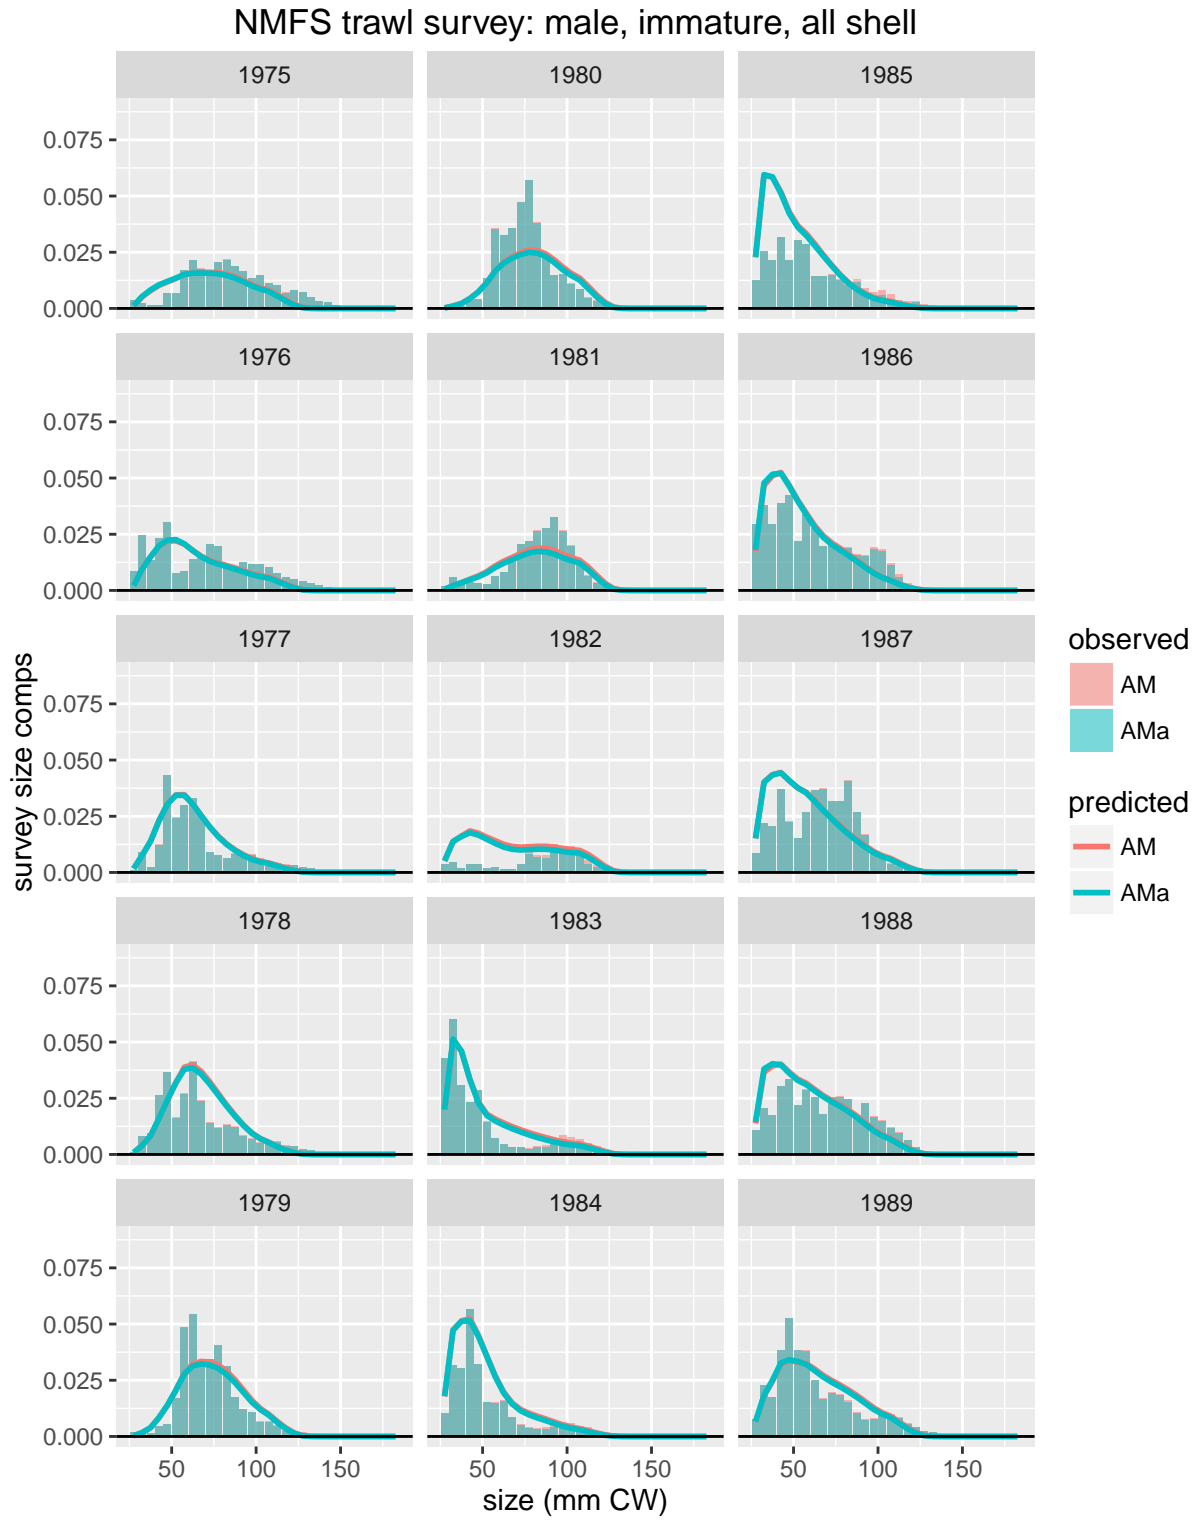 NMFS trawl survey: male, immature, all shell
1975 1980 1985
0.075
0.050
0.025
0.000
1976 1981 1986
0.075
0.050
0.025
0.000
1977 1982 1987
0.075
0.050
0.025
0.000
1978 1983 1988
0.075
0.050
0.025
0.000
1979 1984 1989
0.075
0.050
0.025
0.000
50 100 150 50 100 150 50 100 150
size (mm CW)
survey size comps
observed
AM
AMa
predicted
AM
AMa